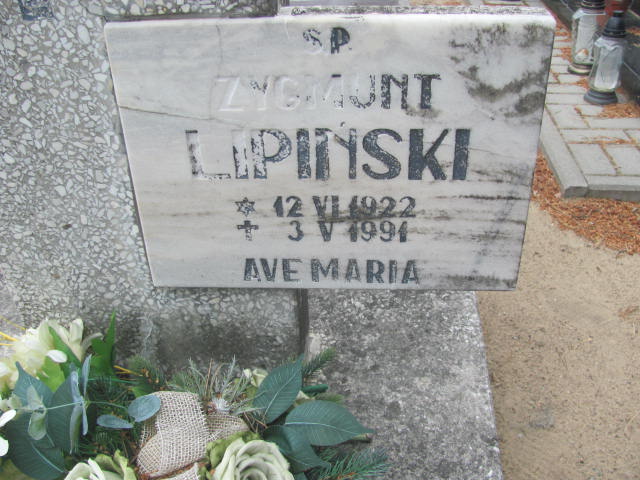 ŚP.
ZYGMUNT
LIPIŃSKI
* 12 VI 1922
✝ 3 V 1991
AVE MARIA